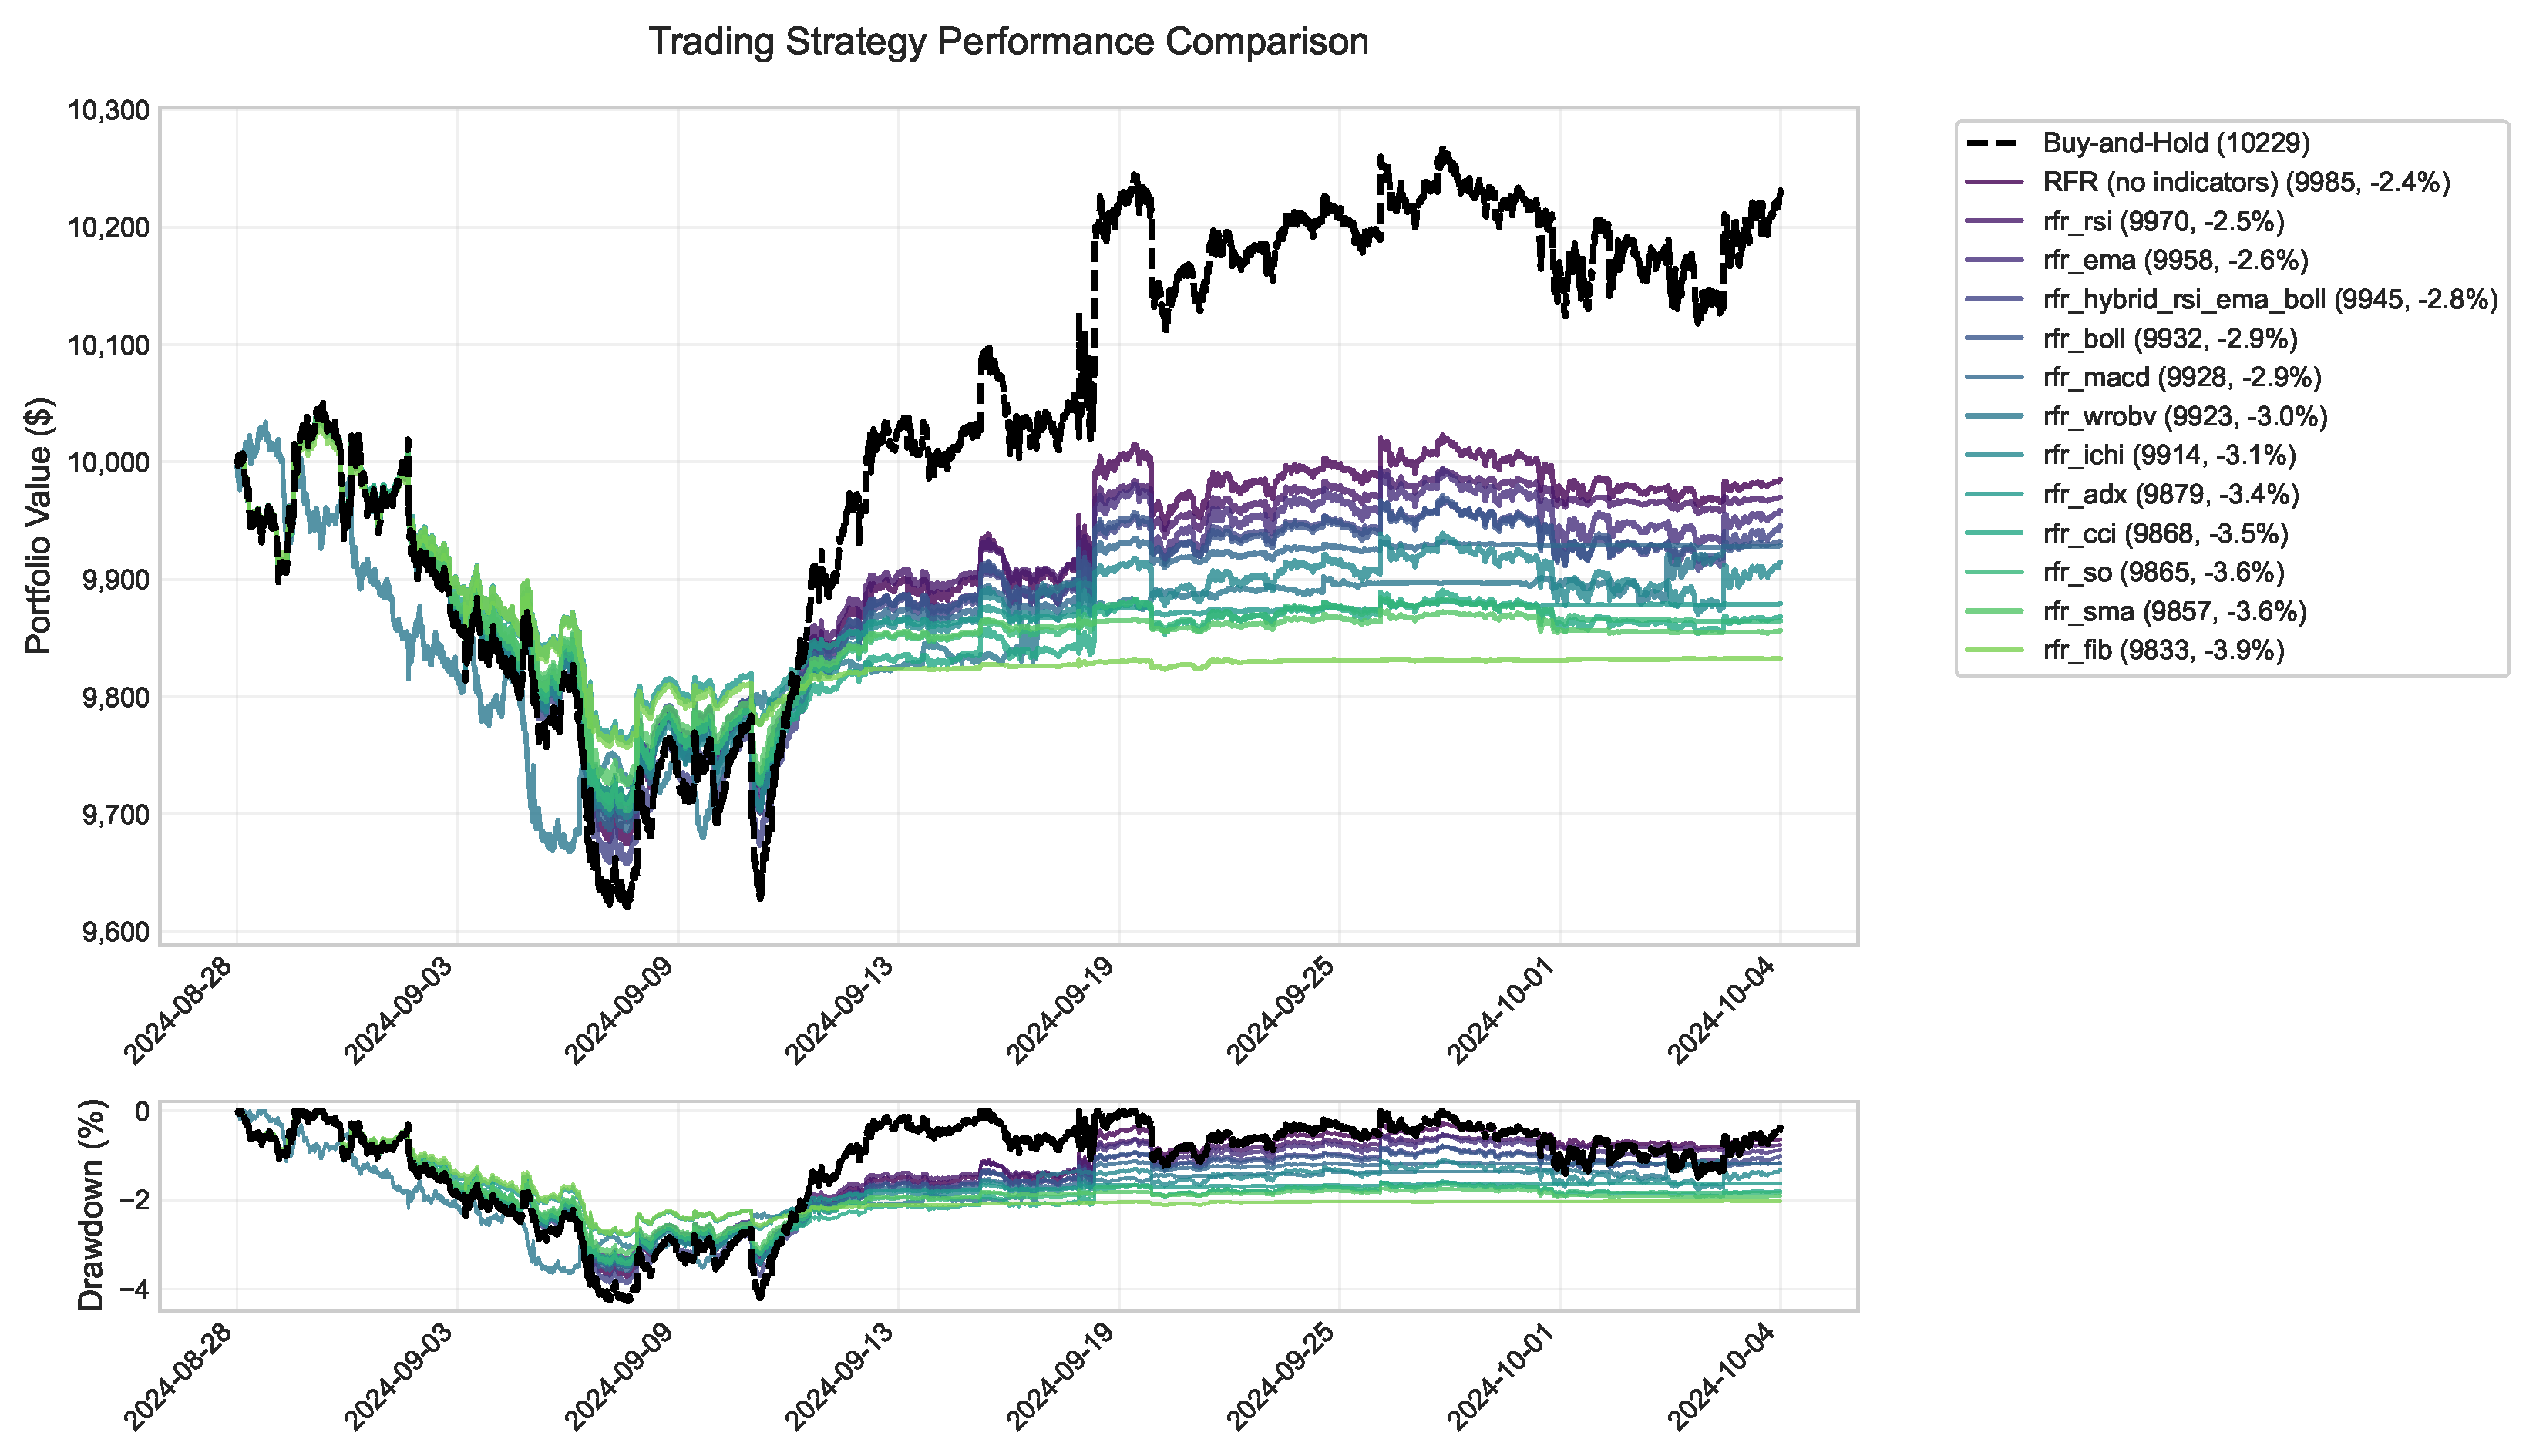 Trading Strategy Performance Comparison
Portfolio Value ($)
10,300
10,200
10,100
10,000
9,900
9,800
9,700
9,600
2024-08-28
2024-09-03
2024-09-09
2024-09-13
2024-09-19
2024-09-25
2024-10-01
2024-10-04
Buy-and-Hold (10229)
RFR (no indicators) (9985, -2.4%)
rfr_rsi (9970, -2.5%)
rfr_ema (9958, -2.6%)
rfr_hybrid_rsi_ema_boll (9945, -2.8%)
rfr_boll (9932, -2.9%)
rfr_macd (9928, -2.9%)
rfr_wrobv (9923, -3.0%)
rfr_ichi (9914, -3.1%)
rfr_adx (9879, -3.4%)
rfr_cci (9868, -3.5%)
rfr_so (9865, -3.6%)
rfr_sma (9857, -3.6%)
rfr_fib (9833, -3.9%)
Drawdown (%)
0
−2
−4
2024-08-28
2024-09-03
2024-09-09
2024-09-13
2024-09-19
2024-09-25
2024-10-01
2024-10-04